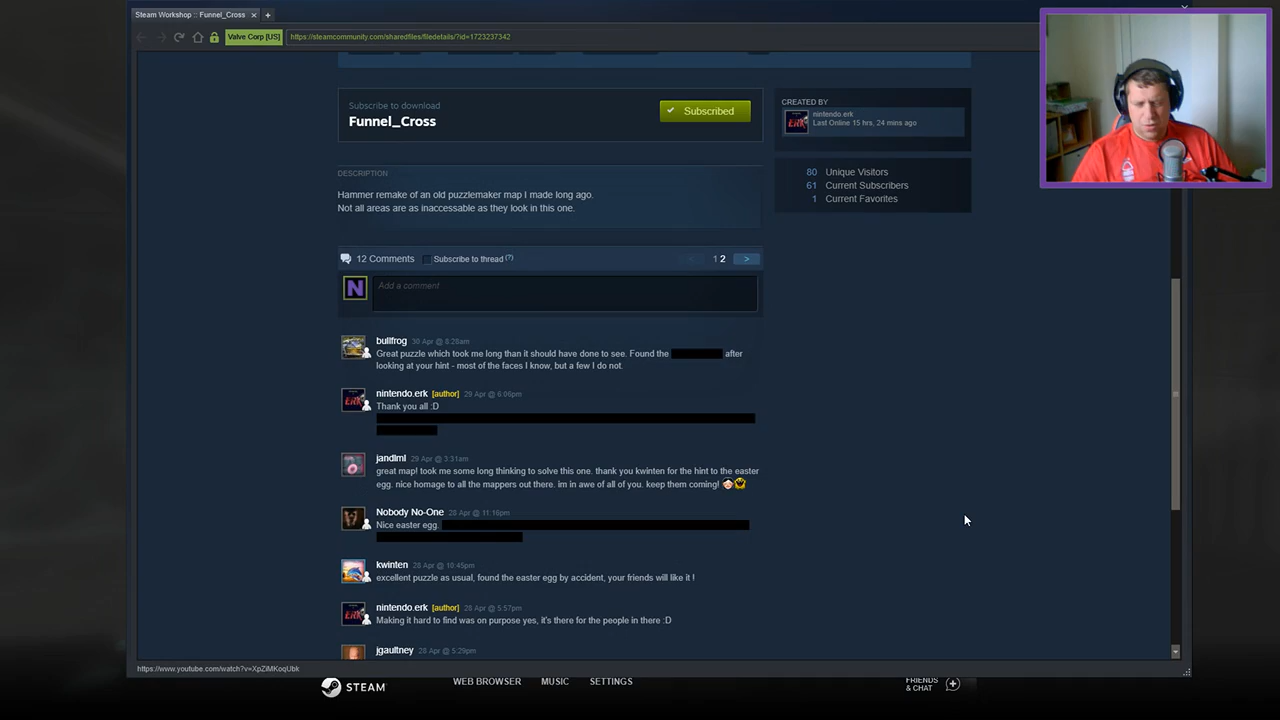 Steam Workshop :: Funnel_Cross
Valve Corp [US] https://steamcommunity.com/sharedfiles/filedetails/?id=1723237342
Subscribe to download
Funnel_Cross
Subscribed
CREATED BY
nintendo.erk
Last Online 15 hrs, 24 mins ago
80 Unique Visitors
61 Current Subscribers
1 Current Favorites
DESCRIPTION
Hammer remake of an old puzzlemaker map I made long ago.
Not all areas are as inaccessable as they look in this one.
12 Comments Subscribe to thread (?) < 1 2 >
N
Add a comment
bullfrog 30 Apr @ 8:28am
Great puzzle which took me long than it should have done to see. Found the after
looking at your hint - most of the faces I know, but a few I do not.
nintendo.erk [author] 29 Apr @ 6:06pm
Thank you all :D
jandlml 29 Apr @ 3:31am
great map! took me some long thinking to solve this one. thank you kwinten for the hint to the easter
egg. nice homage to all the mappers out there. im in awe of all of you. keep them coming!
Nobody No-One 28 Apr @ 11:16pm
Nice easter egg.
kwinten 28 Apr @ 10:45pm
excellent puzzle as usual, found the easter egg by accident, your friends will like it !
nintendo.erk [author] 28 Apr @ 5:57pm
Making it hard to find was on purpose yes, it's there for the people in there :D
jgaultney 28 Apr @ 5:29pm
https://www.youtube.com/watch?v=XpZiMKoqUbk
STEAM
WEB BROWSER MUSIC SETTINGS
FRIENDS
& CHAT